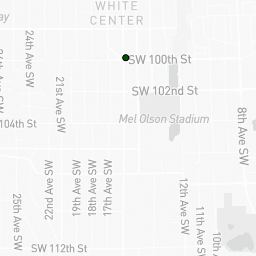 WHITE
CENTER
24th Ave SW
SW 100th St
21st Ave SW
SW 102nd St
104th St
Mel Olson Stadium
8th Ave SW
22nd Ave SW
19th Ave SW
18th Ave SW
17th Ave SW
12th Ave SW
25th Ave SW
11th Ave SW
10th
SW 112th St